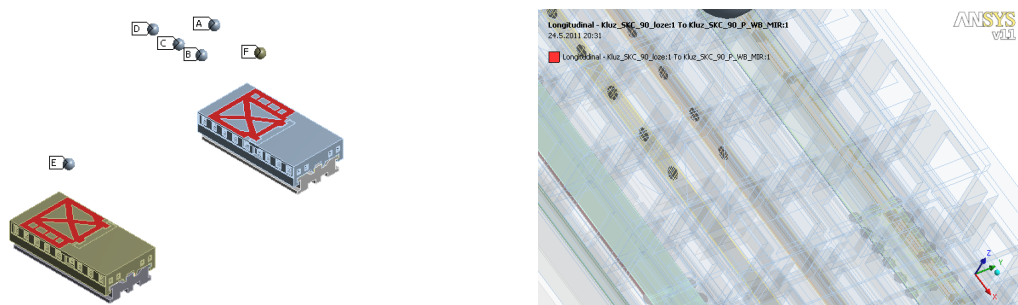 A
D
C
B
F
E
Longitudinal - Kluz_SKC_90_loze:1 To Kluz_SKC_90_P_WB_MIR:1
24.5.2011 20:31
Longitudinal - Kluz_SKC_90_loze:1 To Kluz_SKC_90_P_WB_MIR:1
ANSYS
v11
Z
Y
X